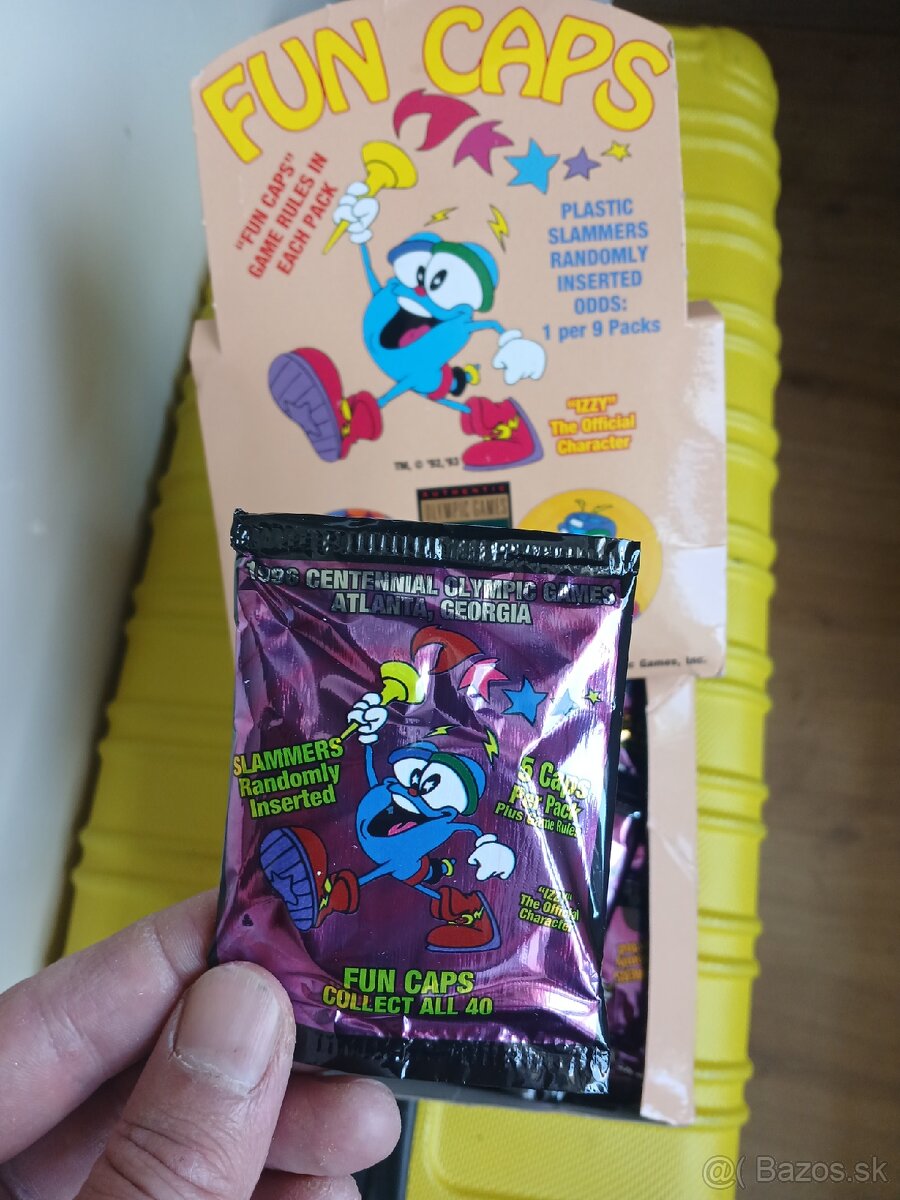 FUN CAPS
"FUN CAPS"
GAME RULES IN
EACH PACK
PLASTIC
SLAMMERS
RANDOMLY
INSERTED
ODDS:
1 per 9 Packs
"IZZY"
The Official
Character
TM, © '92, '93
AUTHENTIC
OLYMPIC GAMES
Games, Inc.
1996 CENTENNIAL OLYMPIC GAMES
ATLANTA, GEORGIA
SLAMMERS
Randomly
Inserted
5 Caps
Per Pack
Plus Game Rules
"IZZY"
The Official
Character
FUN CAPS
COLLECT ALL 40
@( Bazos.sk